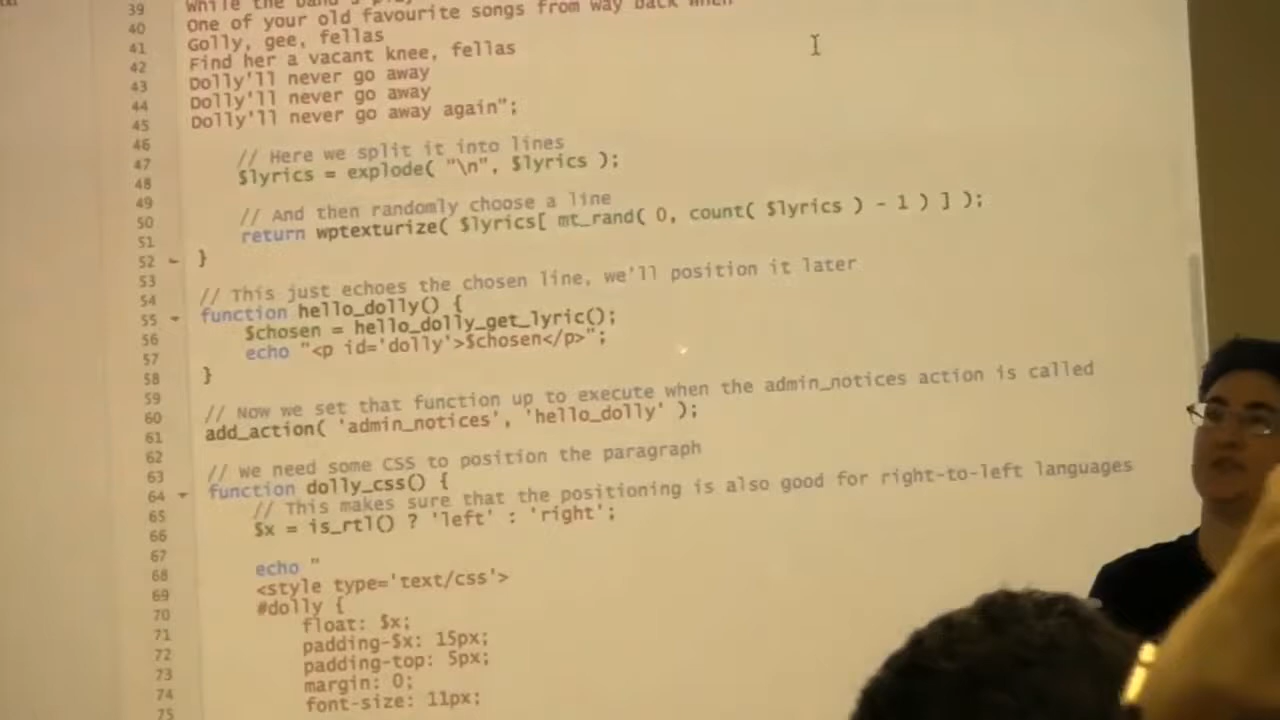 39 While the band's
40 One of your old favourite songs from way back when
41 Golly, gee, fellas
42 Find her a vacant knee, fellas
43 Dolly'll never go away
44 Dolly'll never go away
45 Dolly'll never go away again";
46
47 // Here we split it into lines
48 $lyrics = explode( "\n", $lyrics );
49
50 // And then randomly choose a line
51 return wptexturize( $lyrics[ mt_rand( 0, count( $lyrics ) - 1 ) ] );
52 }
53
54 // This just echoes the chosen line, we'll position it later
55 function hello_dolly() {
56 $chosen = hello_dolly_get_lyric();
57 echo "<p id='dolly'>$chosen</p>";
58 }
59
60 // Now we set that function up to execute when the admin_notices action is called
61 add_action( 'admin_notices', 'hello_dolly' );
62
63 // we need some CSS to position the paragraph
64 function dolly_css() {
65 // This makes sure that the positioning is also good for right-to-left languages
66 $x = is_rtl() ? 'left' : 'right';
67
68 echo "
69 <style type='text/css'>
70 #dolly {
71 float: $x;
72 padding-$x: 15px;
73 padding-top: 5px;
74 margin: 0;
75 font-size: 11px;